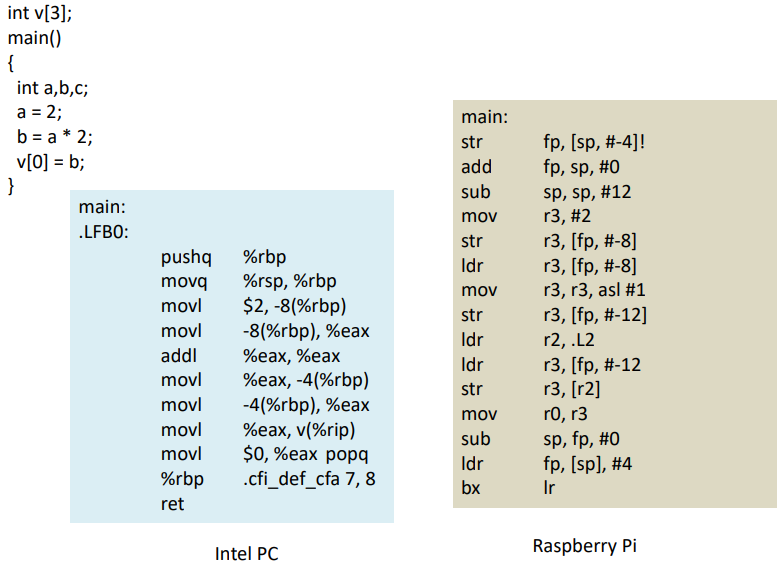 int v[3];
main()
{
int a,b,c;
a = 2;
b = a * 2;
v[0] = b;
}
main:
.LFB0:
pushq %rbp
movq %rsp, %rbp
movl $2, -8(%rbp)
movl -8(%rbp), %eax
addl %eax, %eax
movl %eax, -4(%rbp)
movl -4(%rbp), %eax
movl %eax, v(%rip)
movl $0, %eax popq
%rbp .cfi_def_cfa 7, 8
ret
Intel PC
main:
str fp, [sp, #-4]!
add fp, sp, #0
sub sp, sp, #12
mov r3, #2
str r3, [fp, #-8]
ldr r3, [fp, #-8]
mov r3, r3, asl #1
str r3, [fp, #-12]
ldr r2, .L2
ldr r3, [fp, #-12
str r3, [r2]
mov r0, r3
sub sp, fp, #0
ldr fp, [sp], #4
bx lr
Raspberry Pi